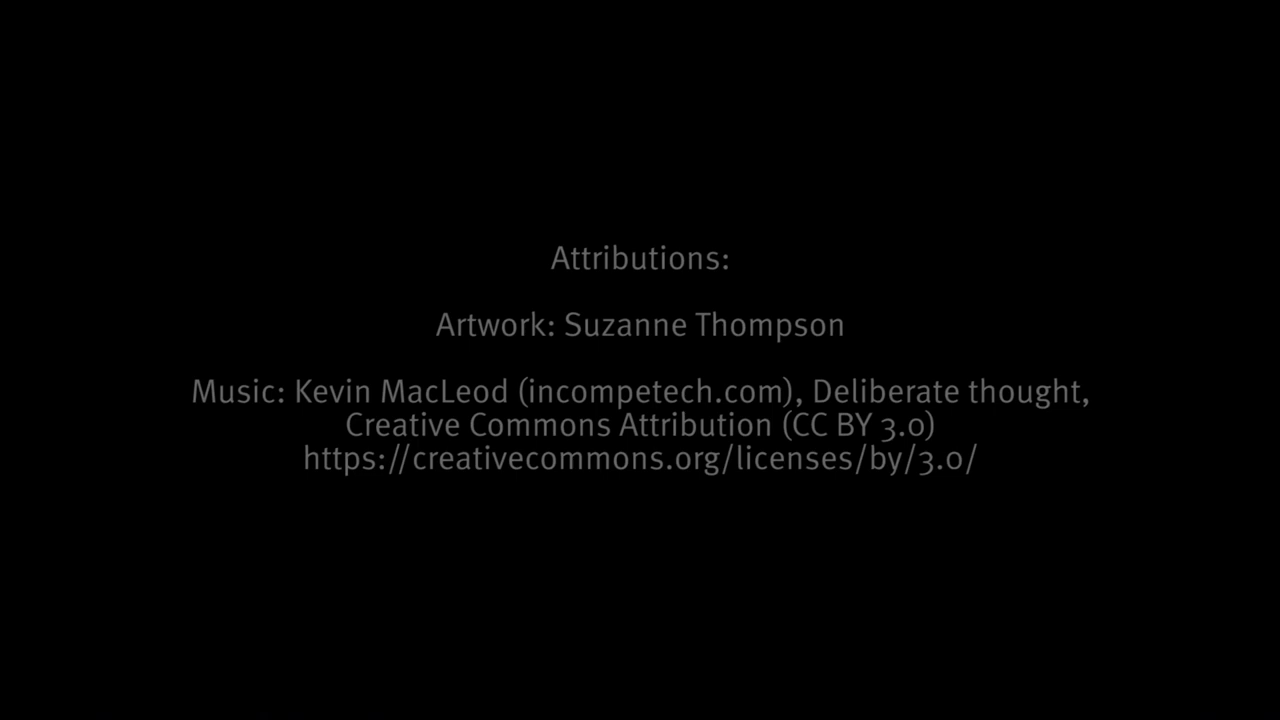 Attributions:
Artwork: Suzanne Thompson
Music: Kevin MacLeod (incompetech.com), Deliberate thought,
Creative Commons Attribution (CC BY 3.0)
https://creativecommons.org/licenses/by/3.0/